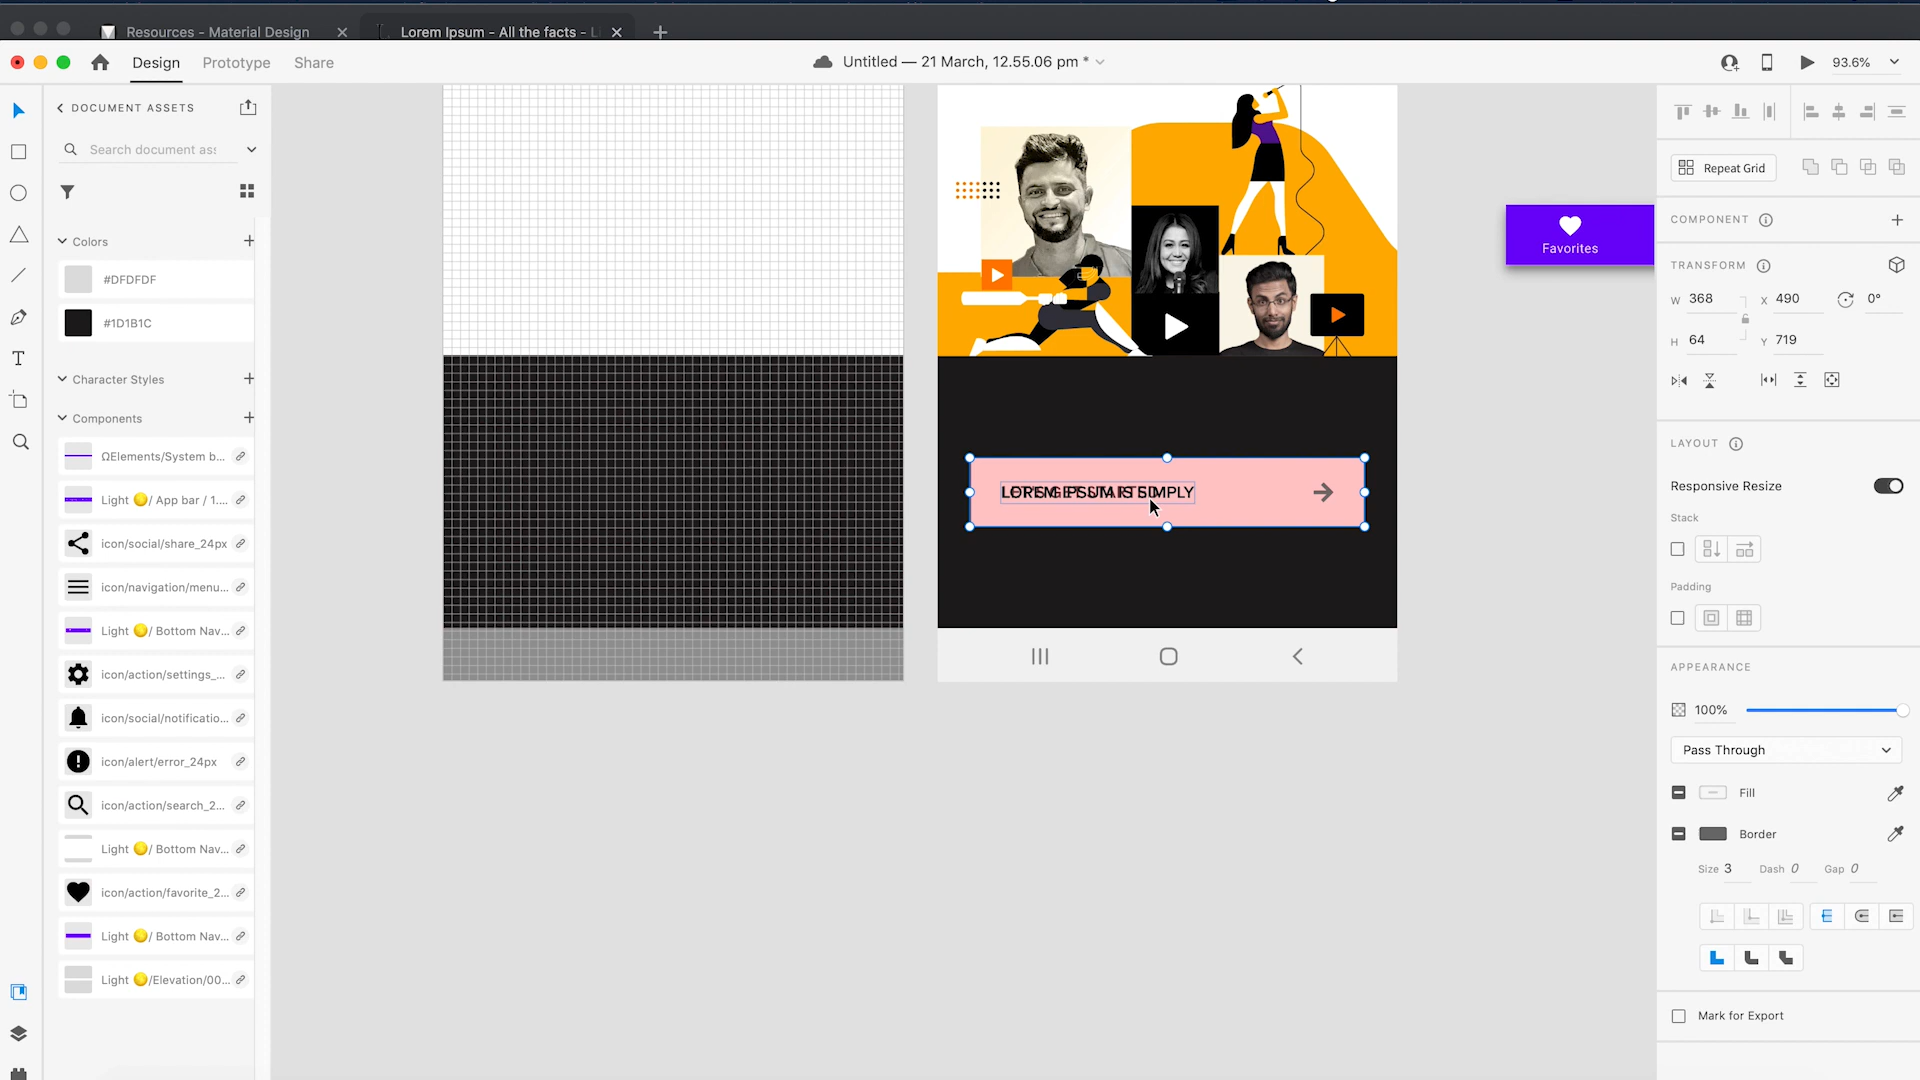 Resources - Material Design
Lorem Ipsum - All the facts - L
Design
Prototype
Share
Untitled — 21 March, 12.55.06 pm *
93.6%
DOCUMENT ASSETS
Search document ass
Colors
#DFDFDF
#1D1B1C
Character Styles
Components
ΩElements/System b...
Light 🟡/ App bar / 1....
icon/social/share_24px
icon/navigation/menu...
Light 🟡/ Bottom Nav...
icon/action/settings_...
icon/social/notificatio...
icon/alert/error_24px
icon/action/search_2...
Light 🟡/ Bottom Nav...
icon/action/favorite_2...
Light 🟡/ Bottom Nav...
Light 🟡/Elevation/00...
LOREM IPSUM IS SIMPLY
Favorites
Repeat Grid
COMPONENT
TRANSFORM
W 368
X 490
0°
H 64
Y 719
LAYOUT
Responsive Resize
Stack
Padding
APPEARANCE
100%
Pass Through
Fill
Border
Size 3
Dash 0
Gap 0
Mark for Export